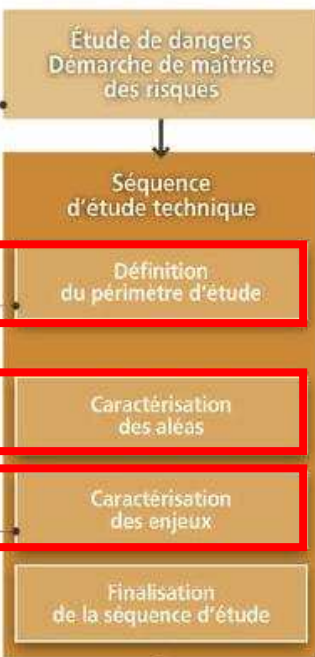 Étude de dangers
Démarche de maîtrise
des risques
Séquence
d'étude technique
Définition
du périmètre d'étude
Caractérisation
des aléas
Caractérisation
des enjeux
Finalisation
de la séquence d'étude